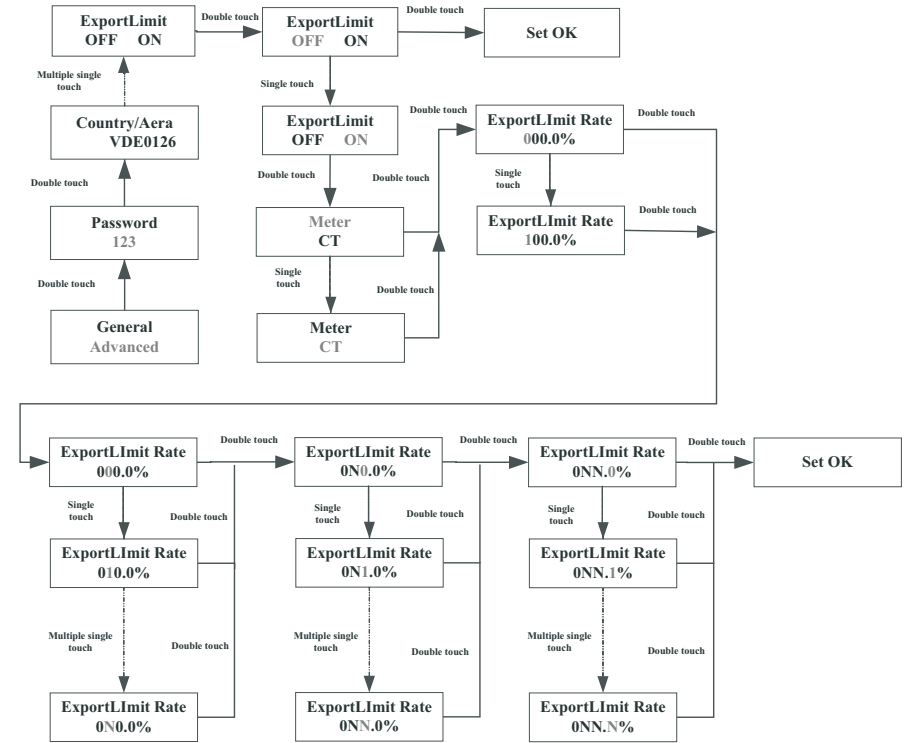 ExportLimit
OFF ON
Double touch
ExportLimit
OFF ON
Double touch
Set OK
Multiple single
touch
Single touch
Country/Aera
VDE0126
ExportLimit
OFF ON
Double touch
ExportLImit Rate
000.0%
Double touch
Double touch
Double touch
Double touch
Single
touch
Password
123
Meter
CT
ExportLImit Rate
100.0%
Double touch
Double touch
Single
touch
Double touch
General
Advanced
Meter
CT
ExportLImit Rate
000.0%
Double touch
ExportLImit Rate
0N0.0%
Double touch
ExportLImit Rate
0NN.0%
Double touch
Set OK
Single
touch
Double touch
Single
touch
Double touch
Single
touch
Double touch
ExportLImit Rate
010.0%
ExportLImit Rate
0N1.0%
ExportLImit Rate
0NN.1%
Multiple single
touch
Double touch
Multiple single
touch
Double touch
Multiple single
touch
Double touch
ExportLImit Rate
0N0.0%
ExportLImit Rate
0NN.0%
ExportLImit Rate
0NN.N%